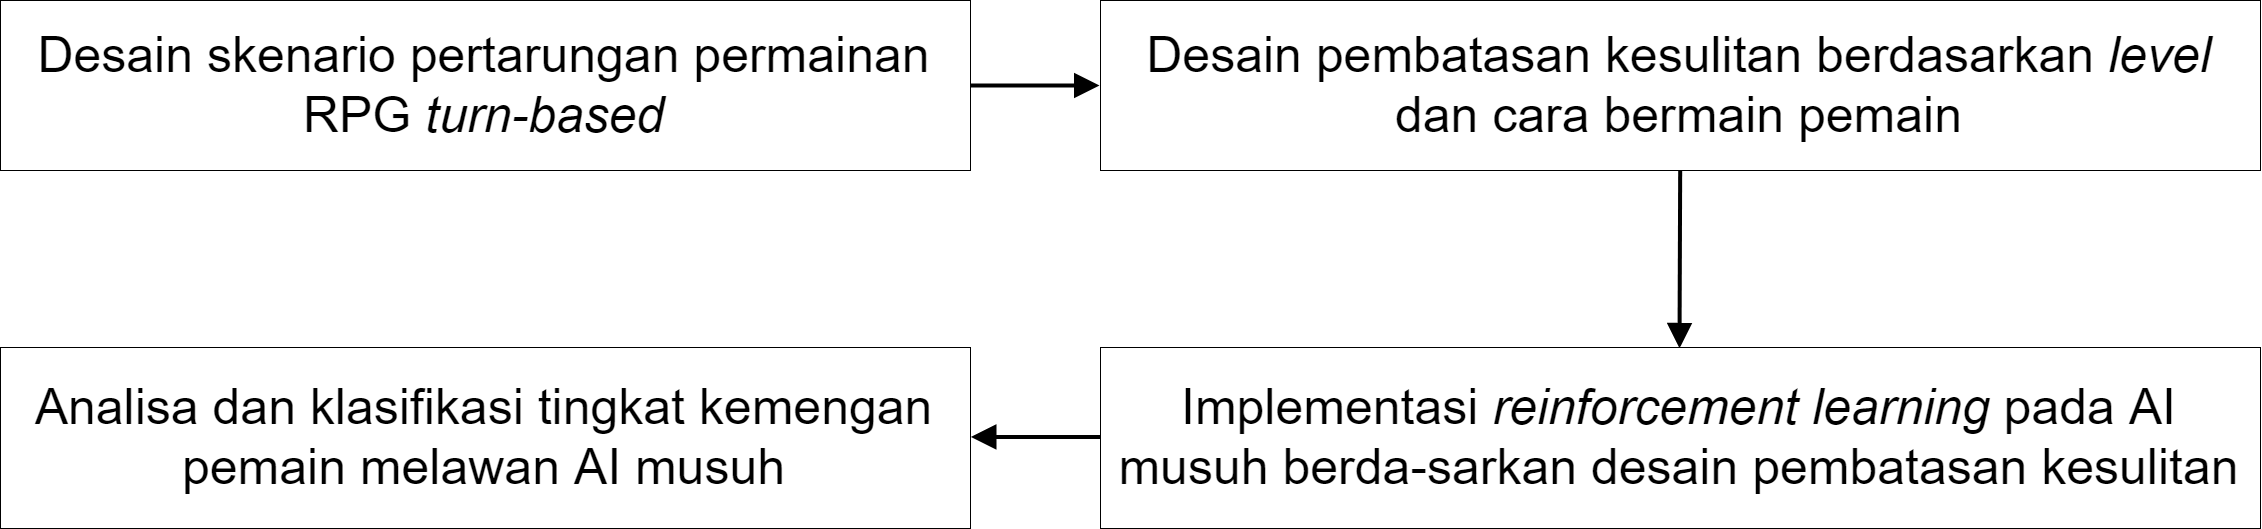 Desain skenario pertarungan permainan
RPG turn-based
Desain pembatasan kesulitan berdasarkan level
dan cara bermain pemain
Implementasi reinforcement learning pada AI
musuh berda-sarkan desain pembatasan kesulitan
Analisa dan klasifikasi tingkat kemengan
pemain melawan AI musuh